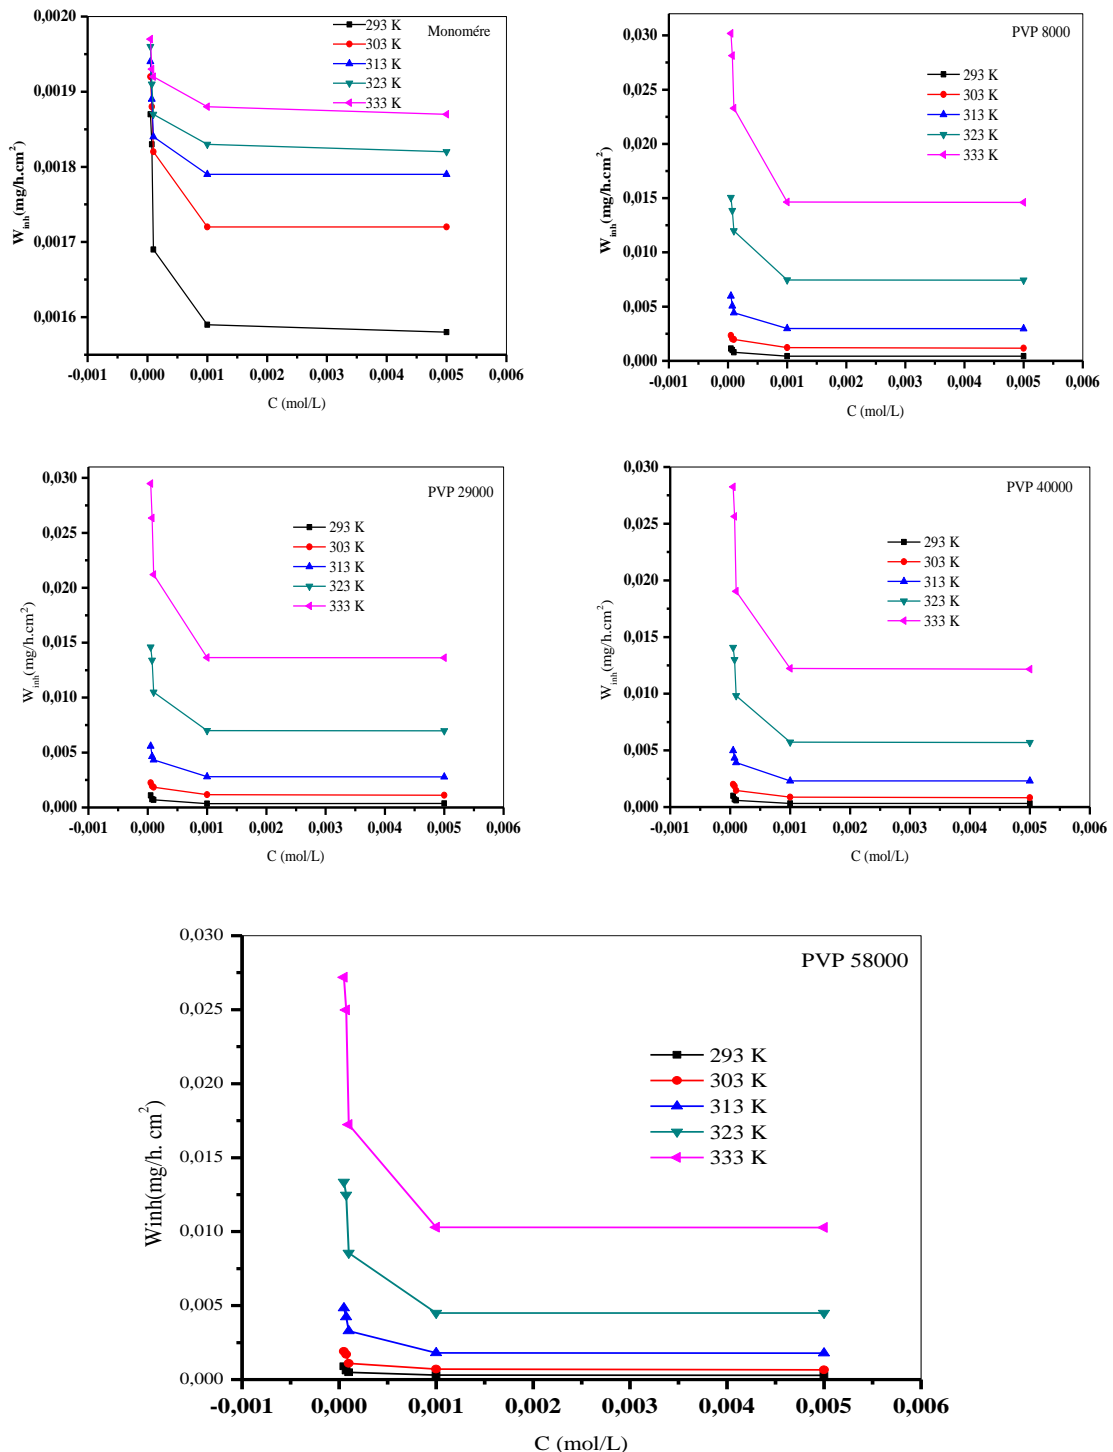 0,0020
0,0019
0,0018
0,0017
0,0016
W_inh(mg/h.cm²)
293 K
303 K
313 K
323 K
333 K
Monomére
-0,001 0,000 0,001 0,002 0,003 0,004 0,005 0,006
C (mol/L)
0,030
0,025
0,020
0,015
0,010
0,005
0,000
W_inh(mg/h.cm²)
PVP 8000
293 K
303 K
313 K
323 K
333 K
-0,001 0,000 0,001 0,002 0,003 0,004 0,005 0,006
C (mol/L)
0,030
0,025
0,020
0,015
0,010
0,005
0,000
W_inh(mg/h.cm²)
PVP 29000
293 K
303 K
313 K
323 K
333 K
-0,001 0,000 0,001 0,002 0,003 0,004 0,005 0,006
C (mol/L)
0,030
0,025
0,020
0,015
0,010
0,005
0,000
W_inh(mg/h.cm²)
PVP 40000
293 K
303 K
313 K
323 K
333 K
-0,001 0,000 0,001 0,002 0,003 0,004 0,005 0,006
C (mol/L)
0,030
0,025
0,020
0,015
0,010
0,005
0,000
Winh(mg/h. cm²)
PVP 58000
293 K
303 K
313 K
323 K
333 K
-0,001 0,000 0,001 0,002 0,003 0,004 0,005 0,006
C (mol/L)